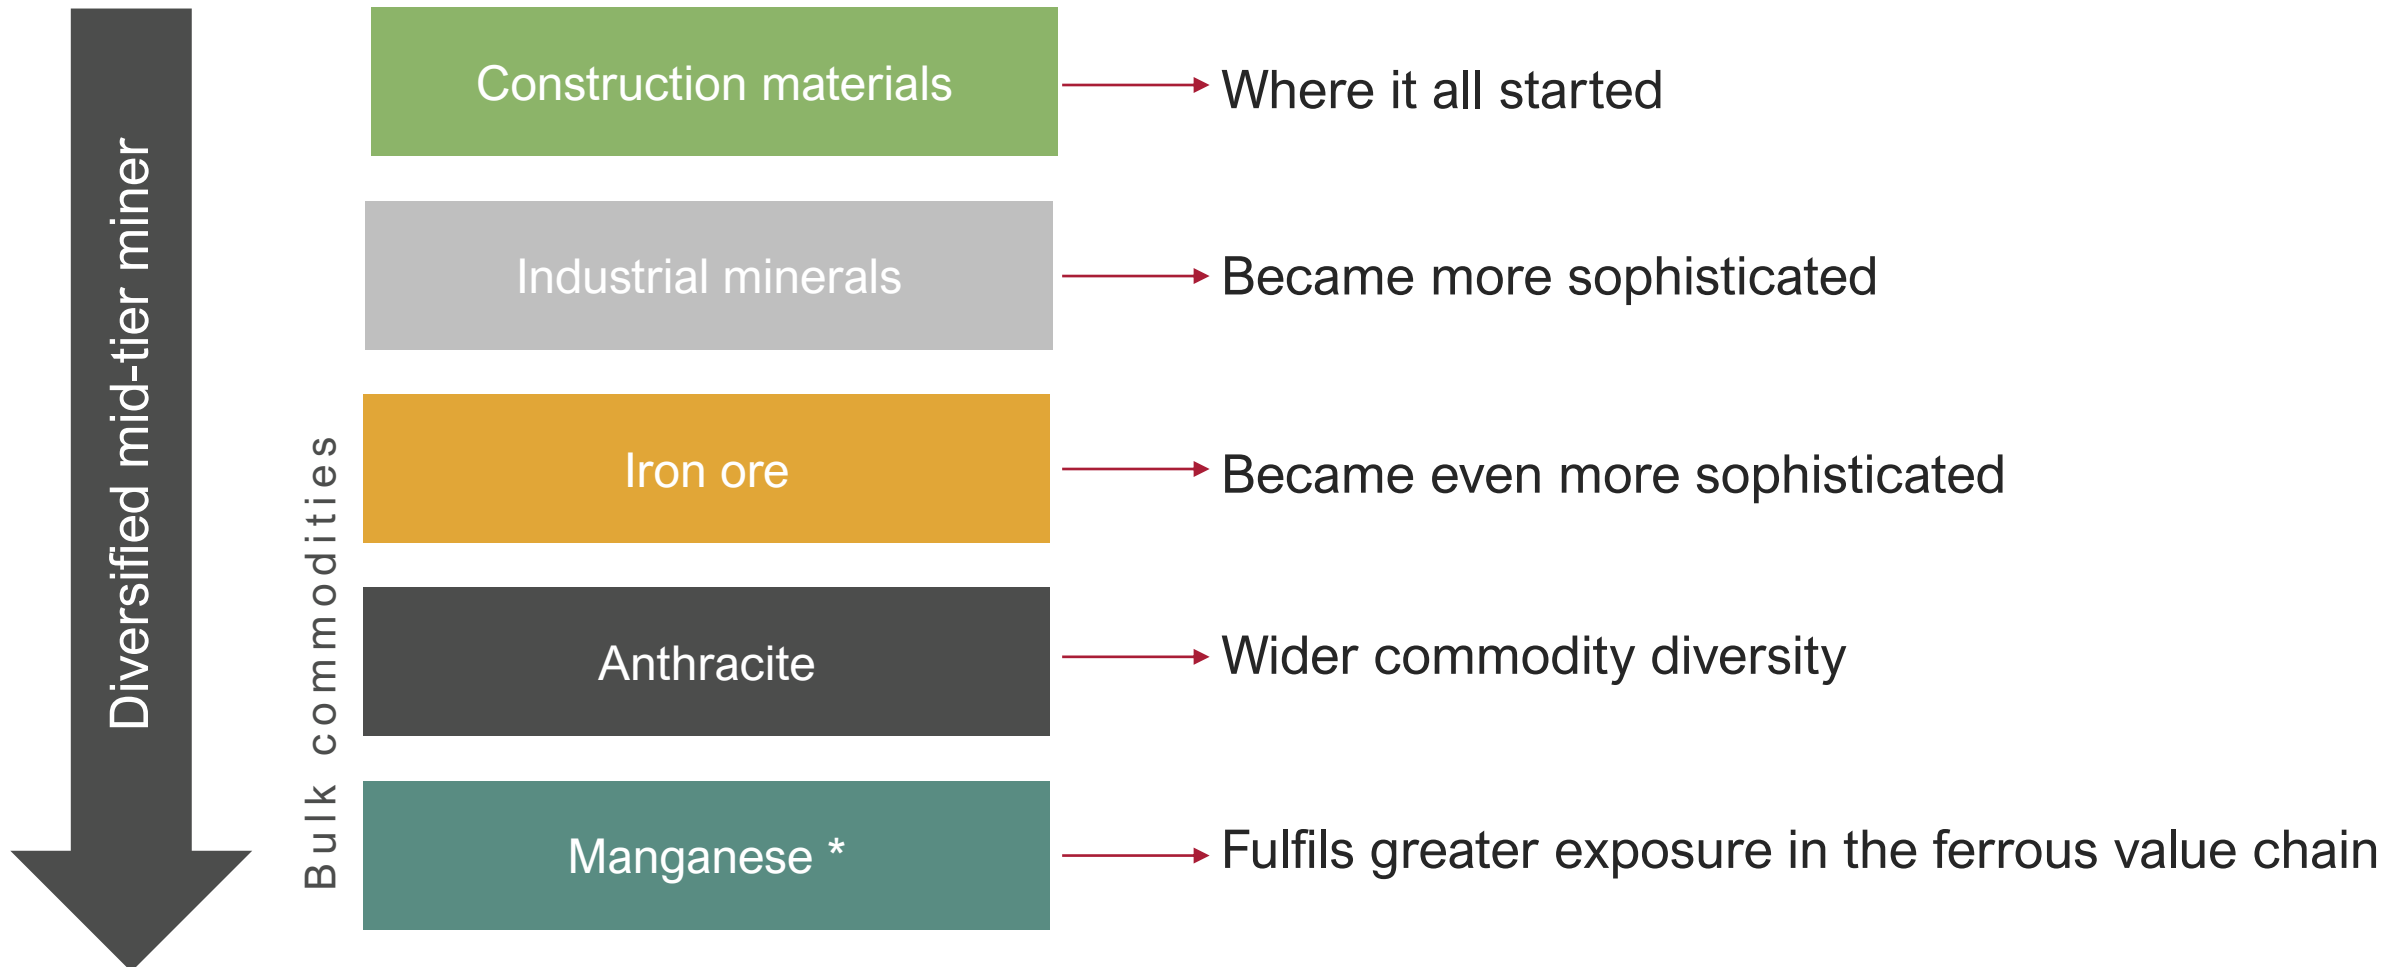 Diversified mid-tier miner
Construction materials
Where it all started
Industrial minerals
Became more sophisticated
Bulk commodities
Iron ore
Became even more sophisticated
Anthracite
Wider commodity diversity
Manganese *
Fulfils greater exposure in the ferrous value chain